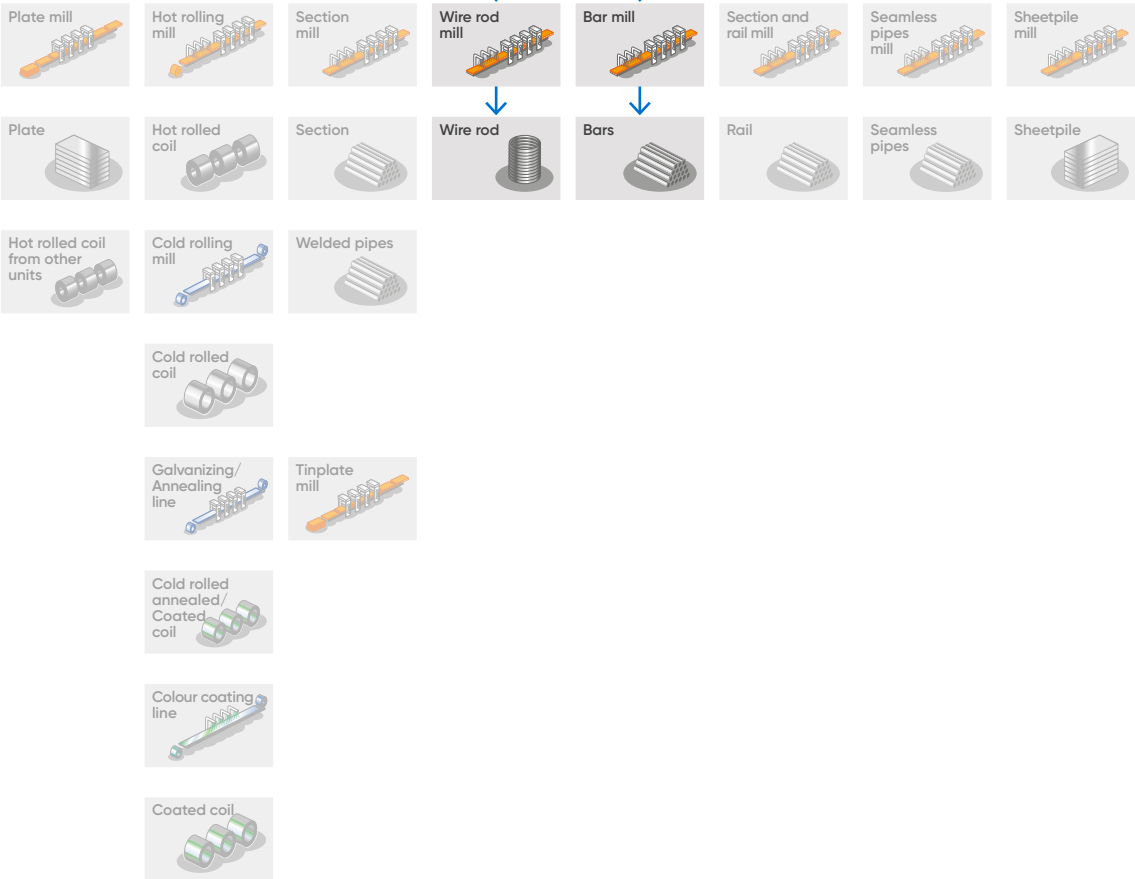 Plate mill
Hot rolling
mill
Section
mill
Wire rod
mill
Bar mill
Section and
rail mill
Seamless
pipes
mill
Sheetpile
mill
Plate
Hot rolled
coil
Section
Wire rod
Bars
Rail
Seamless
pipes
Sheetpile
Hot rolled coil
from other
units
Cold rolling
mill
Welded pipes
Cold rolled
coil
Galvanizing/
Annealing
line
Tinplate
mill
Cold rolled
annealed/
Coated
coil
Colour coating
line
Coated coil